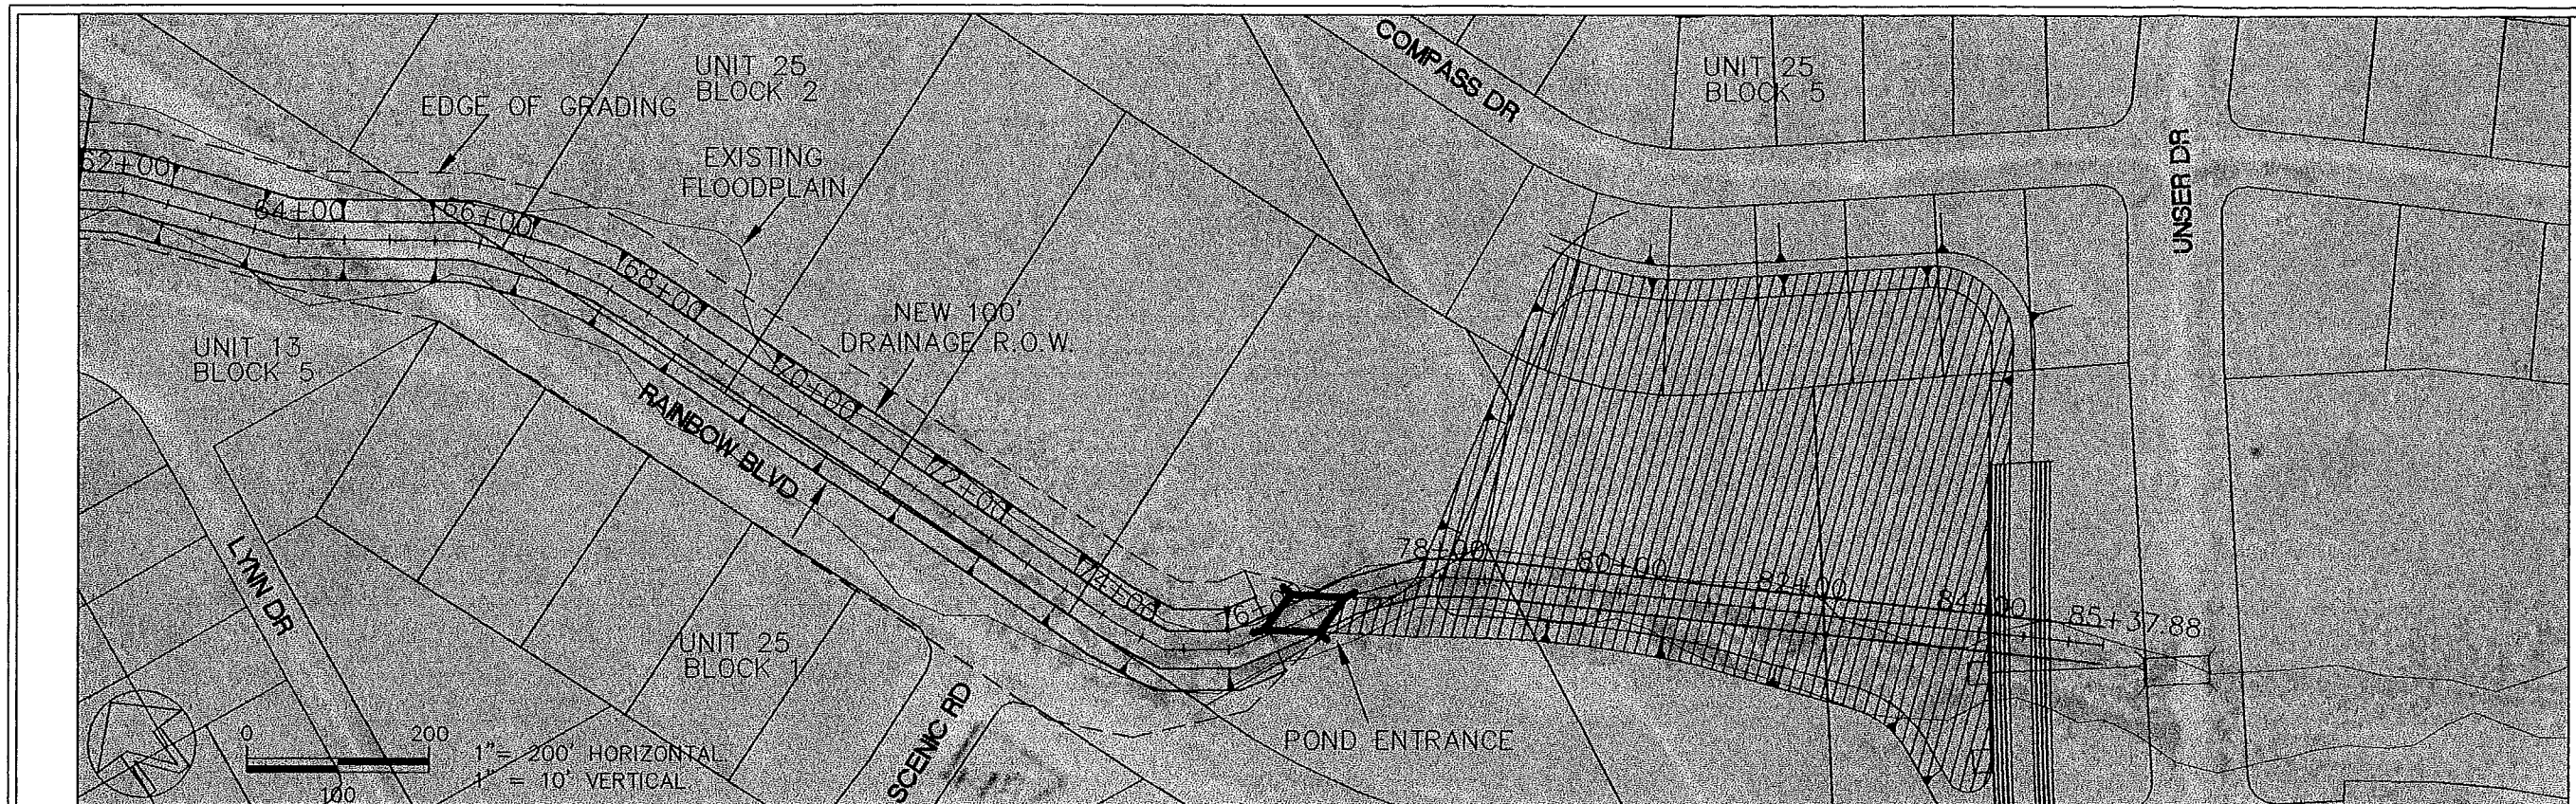 COMPASS DR
UNIT 25
BLOCK 2
UNIT 25
BLOCK 5
EDGE OF GRADING
EXISTING
FLOODPLAIN
UNSER DR
62+00
64+00
66+00
68+00
NEW 100'
DRAINAGE R.O.W.
UNIT 13
BLOCK 5
70+00
RAINBOW BLVD
72+00
74+00
78+00
80+00
82+00
84+00
85+37.88
LYNN DR
UNIT 25
BLOCK 1
SCENIC RD
POND ENTRANCE
N
0 200
100
1"= 200' HORIZONTAL
1" = 10' VERTICAL